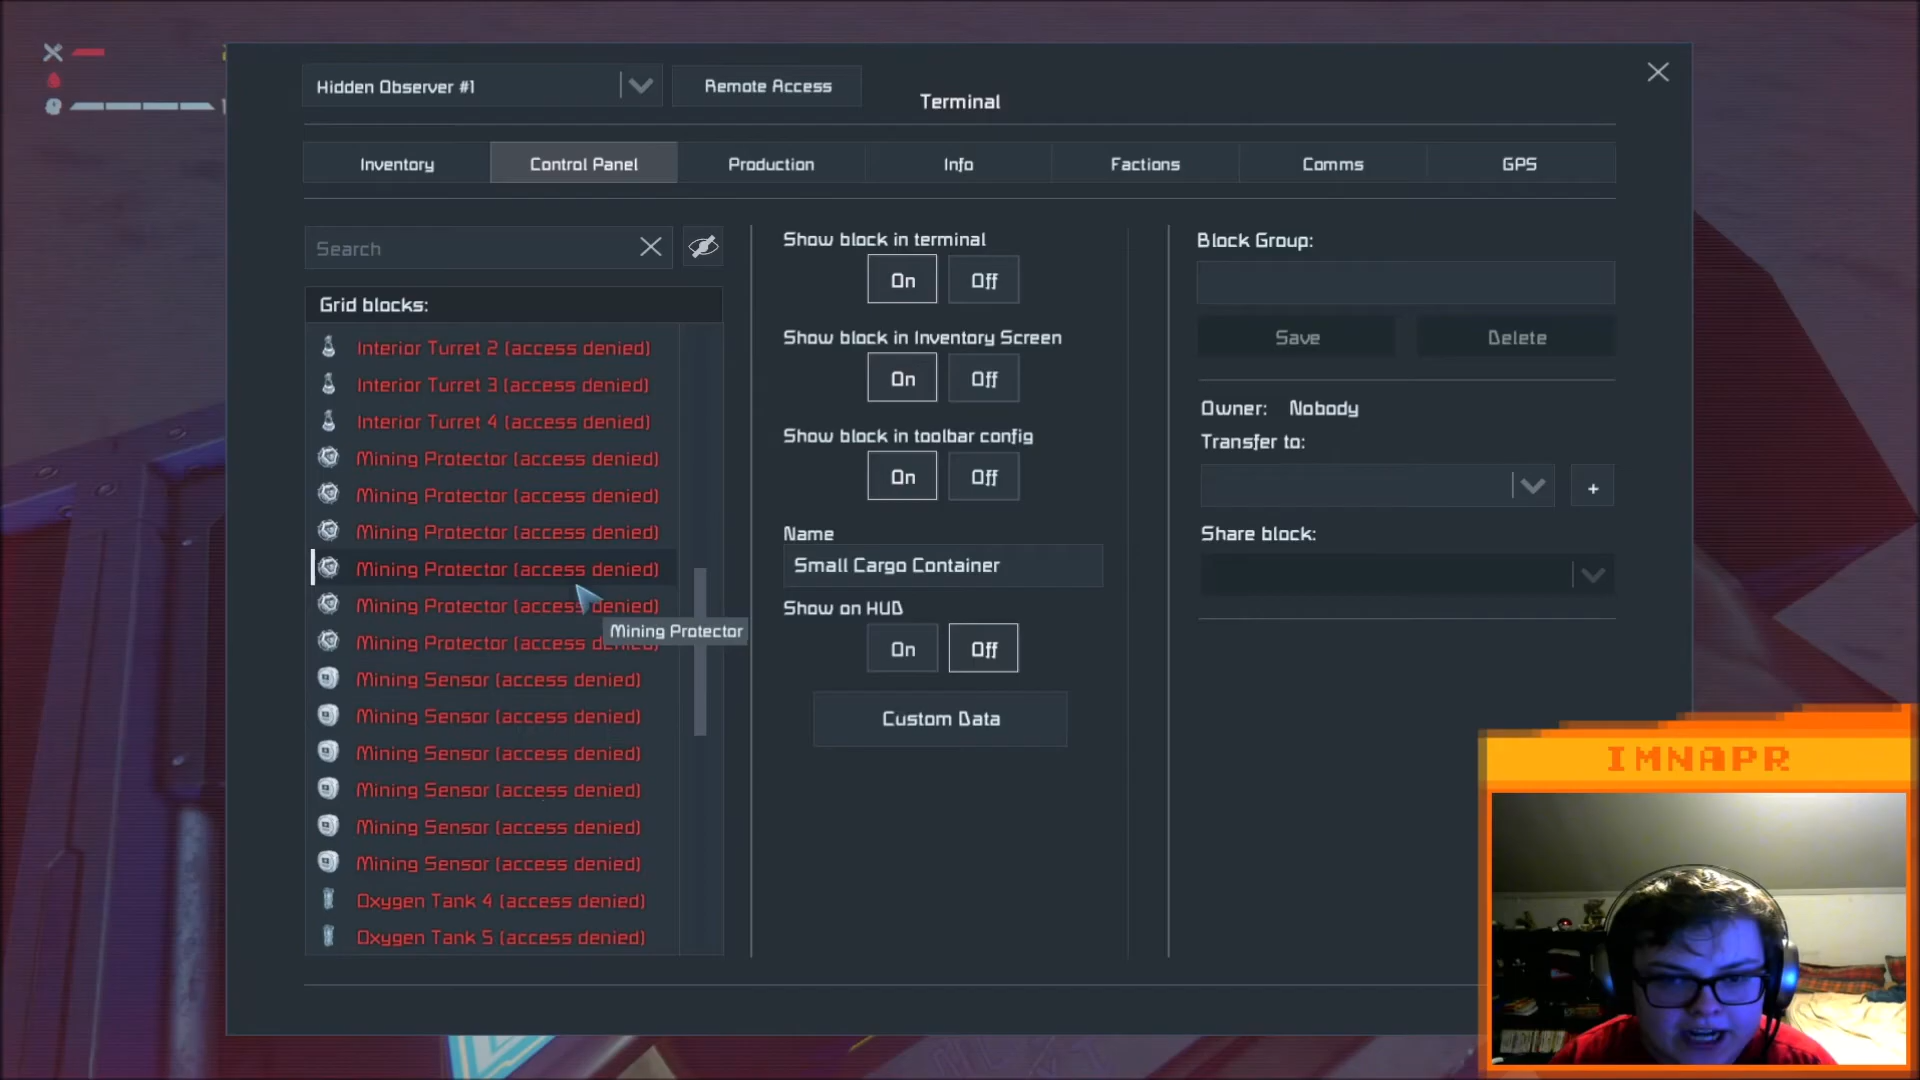 Hidden Observer #1
Remote Access
Terminal
Inventory
Control Panel
Production
Info
Factions
Comms
GPS
Search
Grid blocks:
Interior Turret 2 (access denied)
Interior Turret 3 (access denied)
Interior Turret 4 (access denied)
Mining Protector (access denied)
Mining Protector (access denied)
Mining Protector (access denied)
Mining Protector (access denied)
Mining Protector (access denied)
Mining Protector
Mining Protector (access denied)
Mining Sensor (access denied)
Mining Sensor (access denied)
Mining Sensor (access denied)
Mining Sensor (access denied)
Mining Sensor (access denied)
Mining Sensor (access denied)
Oxygen Tank 4 (access denied)
Oxygen Tank 5 (access denied)
Show block in terminal
On
Off
Show block in Inventory Screen
On
Off
Show block in toolbar config
On
Off
Name
Small Cargo Container
Show on HUD
On
Off
Custom Data
Block Group:
Save
Delete
Owner: Nobody
Transfer to:
+
Share block:
IMNAPR